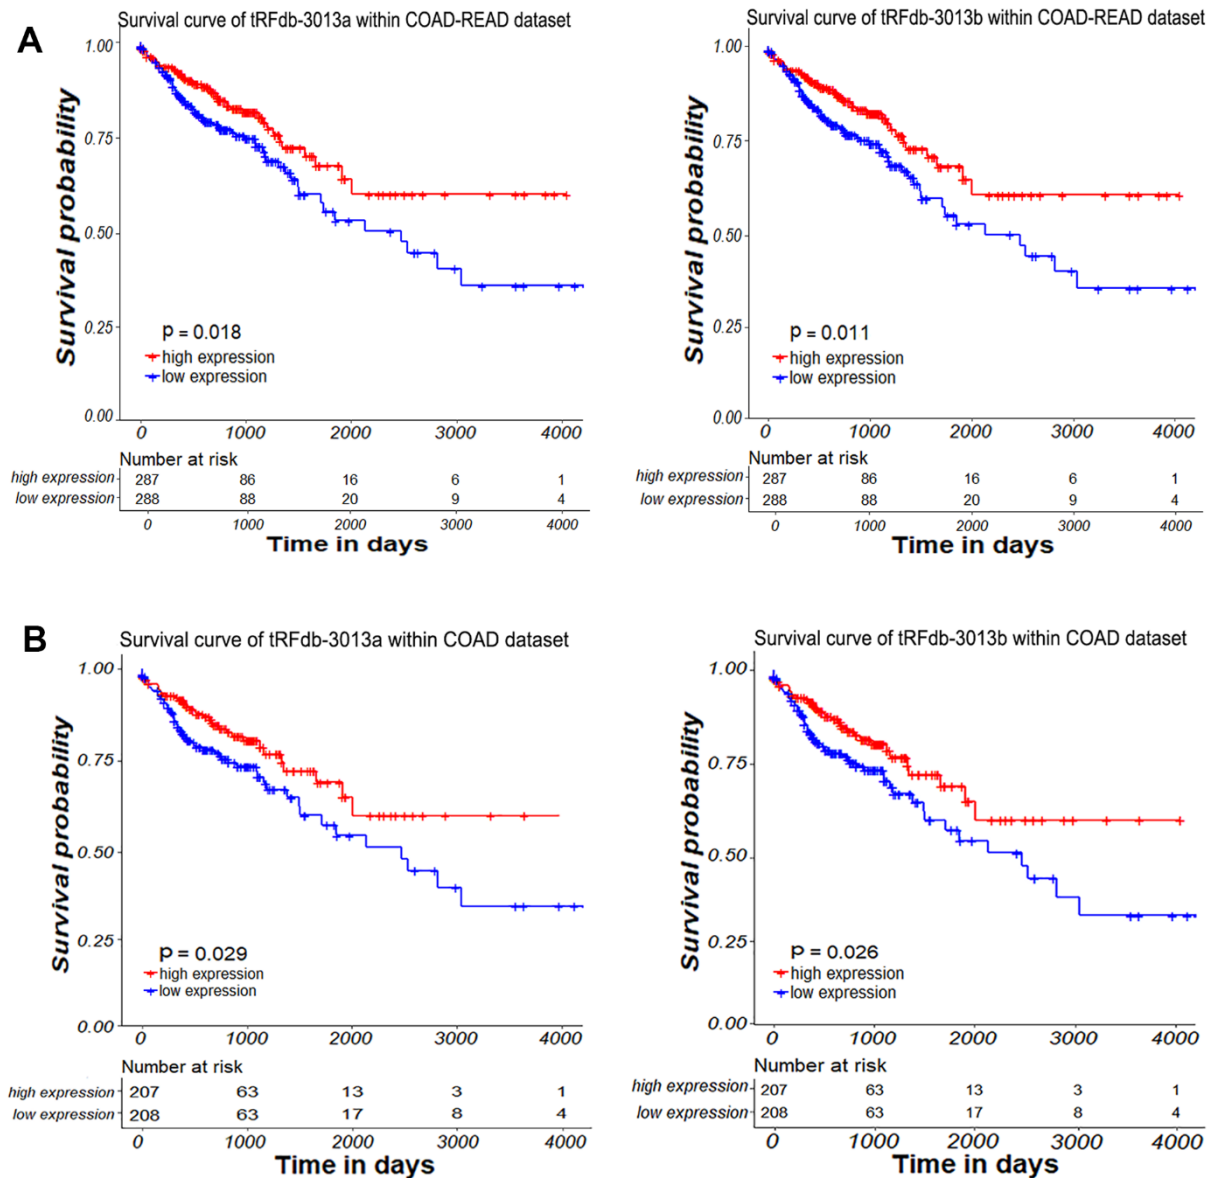 A
Survival curve of tRFdb-3013a within COAD-READ dataset
Survival probability
1.00
0.75
0.50
0.25
0.00
p = 0.018
high expression
low expression
0 1000 2000 3000 4000
Number at risk
high expression 287 86 16 6 1
low expression 288 88 20 9 4
0 1000 2000 3000 4000
Time in days
Survival curve of tRFdb-3013b within COAD-READ dataset
Survival probability
1.00
0.75
0.50
0.25
0.00
p = 0.011
high expression
low expression
0 1000 2000 3000 4000
Number at risk
high expression 287 86 16 6 1
low expression 288 88 20 9 4
0 1000 2000 3000 4000
Time in days
B
Survival curve of tRFdb-3013a within COAD dataset
Survival probability
1.00
0.75
0.50
0.25
0.00
p = 0.029
high expression
low expression
0 1000 2000 3000 4000
Number at risk
high expression 207 63 13 3 1
low expression 208 63 17 8 4
0 1000 2000 3000 4000
Time in days
Survival curve of tRFdb-3013b within COAD dataset
Survival probability
1.00
0.75
0.50
0.25
0.00
p = 0.026
high expression
low expression
0 1000 2000 3000 4000
Number at risk
high expression 207 63 13 3 1
low expression 208 63 17 8 4
0 1000 2000 3000 4000
Time in days